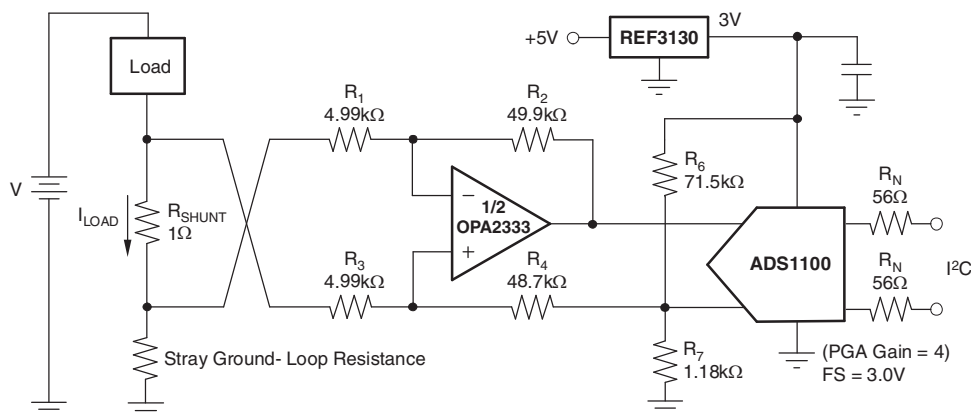 REF3130
3V
+5V
Load
R1
4.99kΩ
R2
49.9kΩ
R6
71.5kΩ
RN
56Ω
V
ILOAD
RSHUNT
1Ω
−
1/2
OPA2333
+
ADS1100
I²C
R3
4.99kΩ
R4
48.7kΩ
RN
56Ω
Stray Ground- Loop Resistance
R7
1.18kΩ
(PGA Gain = 4)
FS = 3.0V